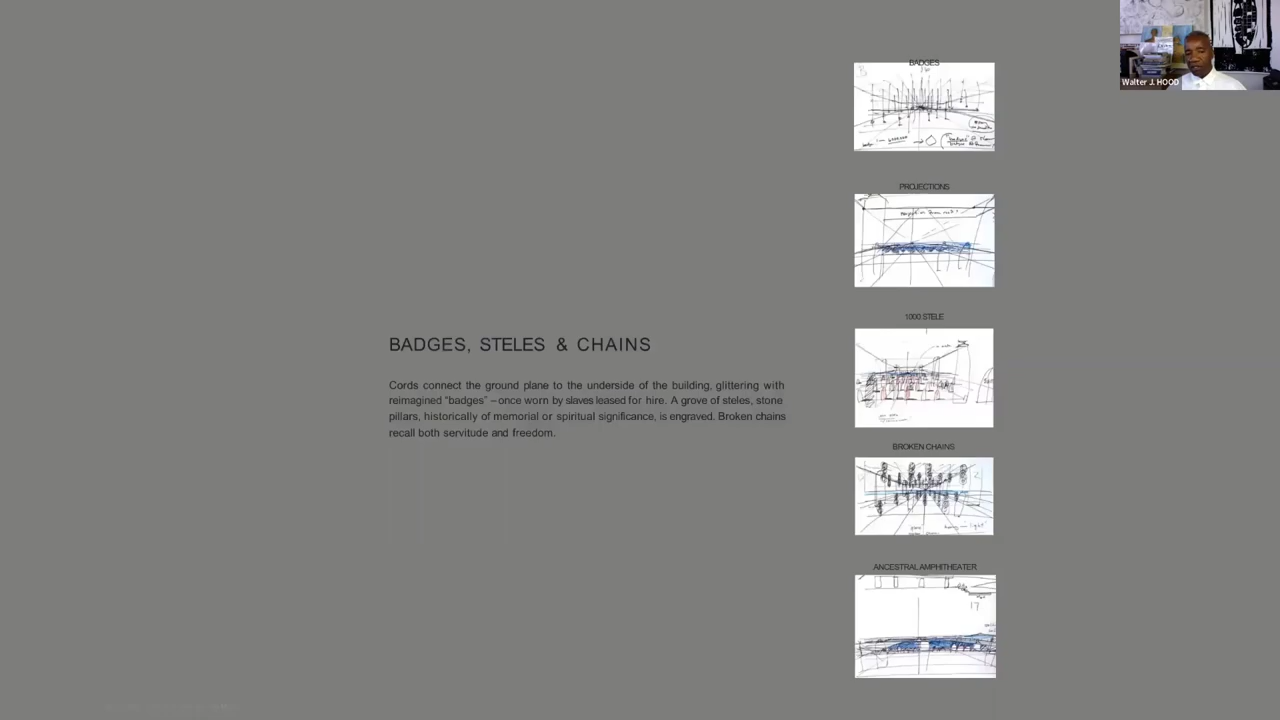 BADGES, STELES & CHAINS
Cords connect the ground plane to the underside of the building, glittering with
reimagined “badges” – once worn by slaves leased for hire. A grove of steles, stone
pillars, historically of memorial or spiritual significance, is engraved. Broken chains
recall both servitude and freedom.
BADGES
PROJECTIONS
1000 STELE
BROKEN CHAINS
ANCESTRAL AMPHITHEATER
17
Walter J. HOOD